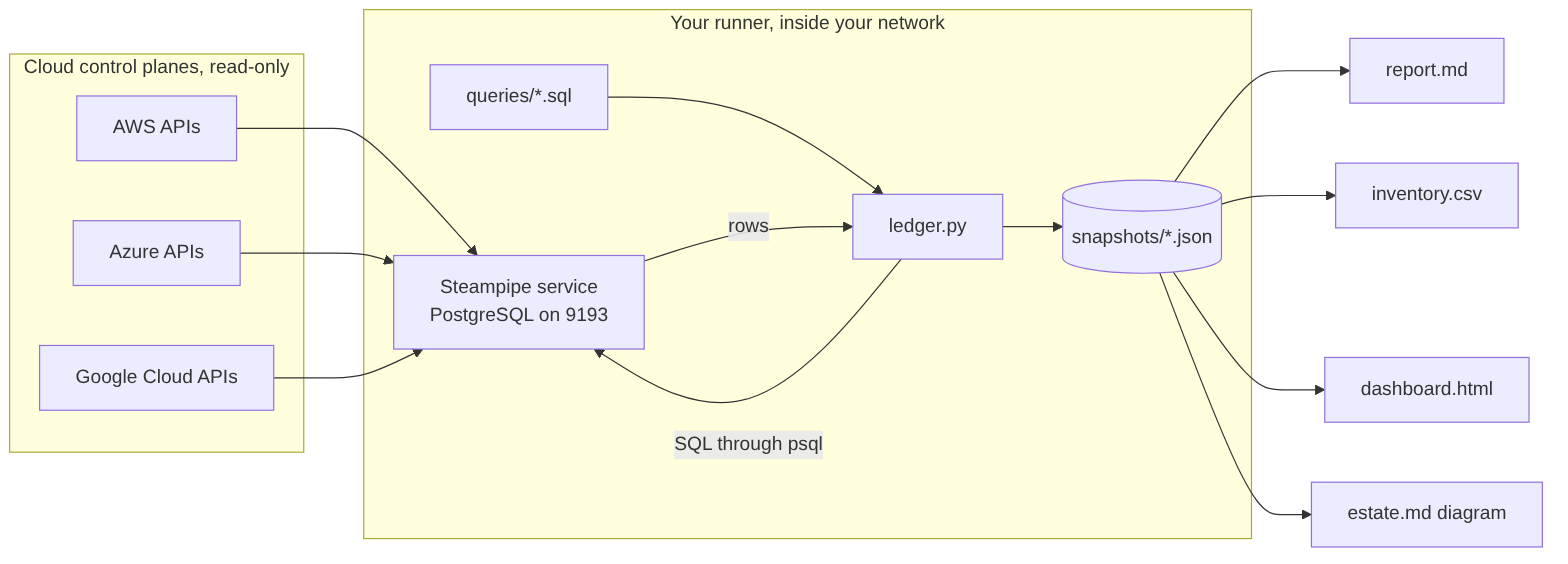 Cloud control planes, read-only
AWS APIs
Azure APIs
Google Cloud APIs
Your runner, inside your network
queries/*.sql
Steampipe service
PostgreSQL on 9193
rows
SQL through psql
ledger.py
snapshots/*.json
report.md
inventory.csv
dashboard.html
estate.md diagram